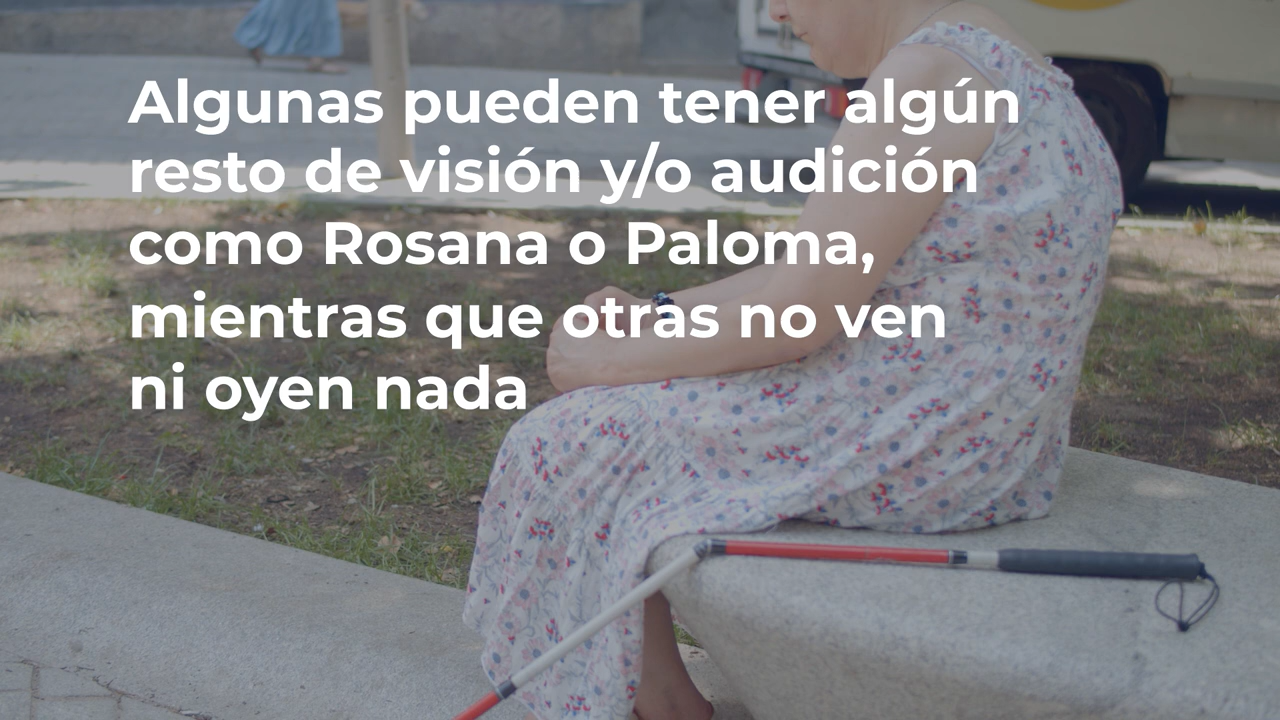 Algunas pueden tener algún
resto de visión y/o audición
como Rosana o Paloma,
mientras que otras no ven
ni oyen nada